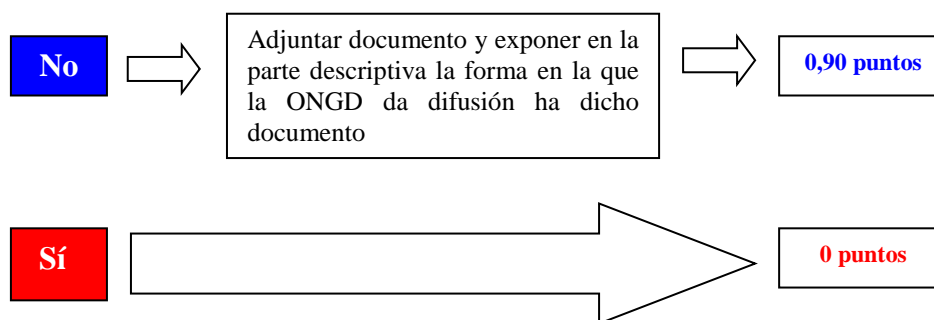 No
Adjuntar documento y exponer en la
parte descriptiva la forma en la que
la ONGD da difusión ha dicho
documento
0,90 puntos
Sí
0 puntos